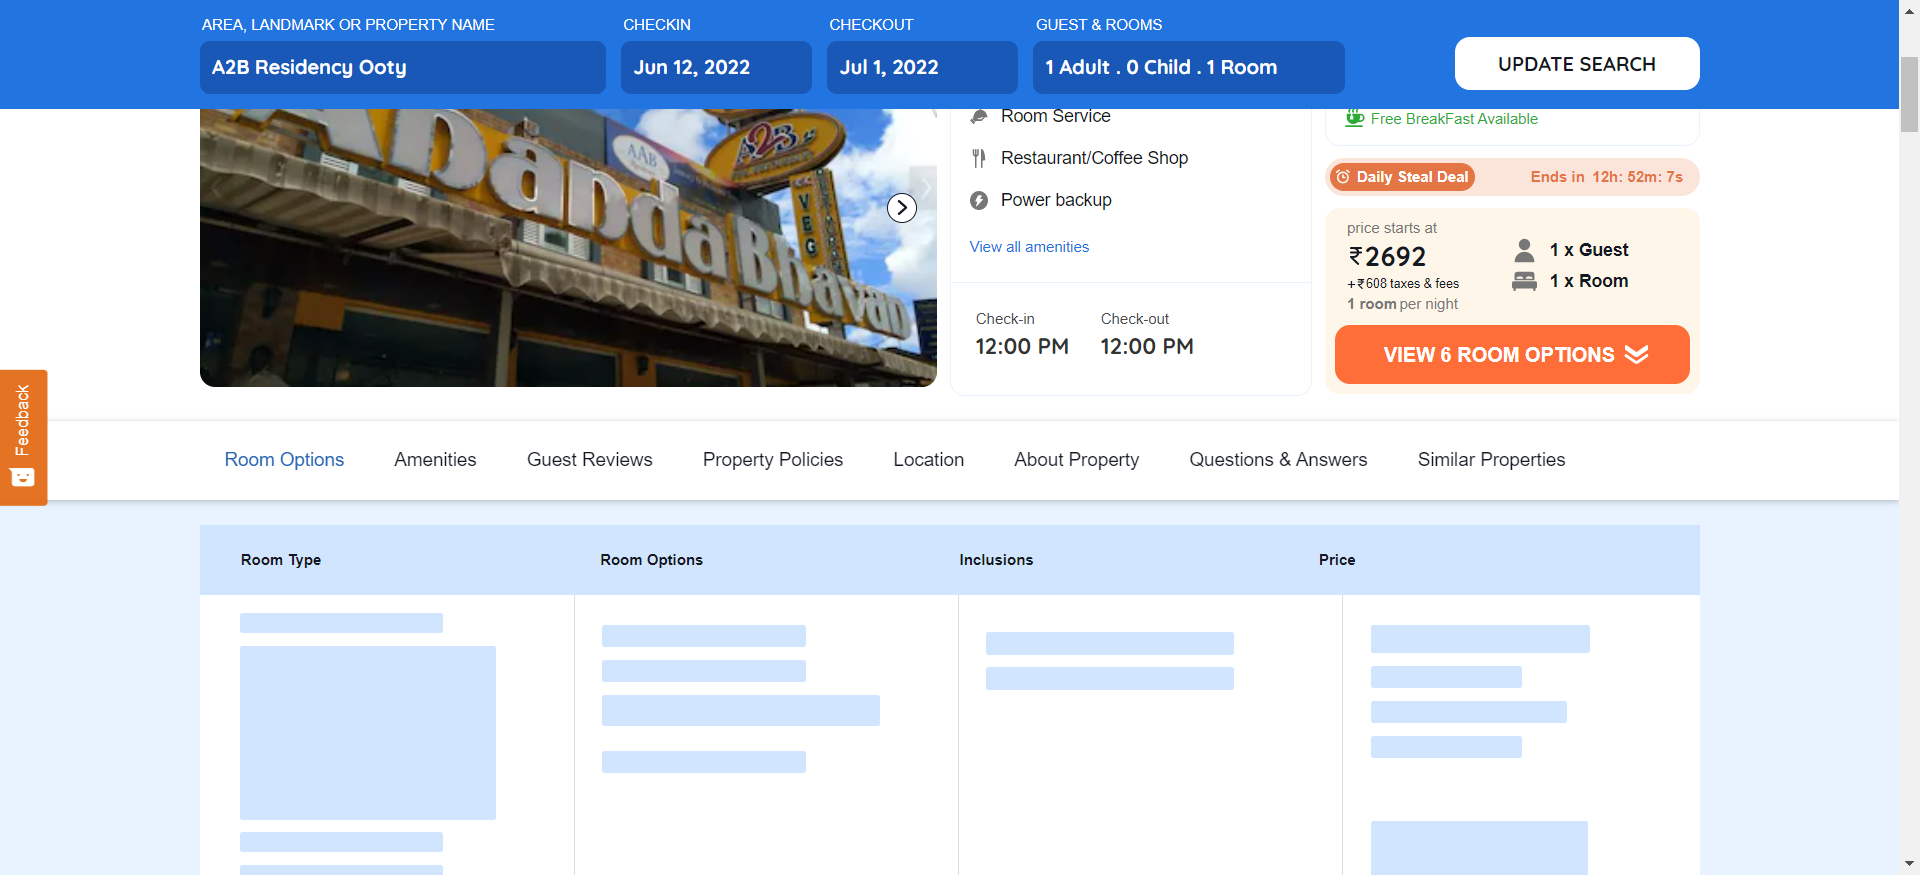 AREA, LANDMARK OR PROPERTY NAME
CHECKIN
CHECKOUT
GUEST & ROOMS
A2B Residency Ooty
Jun 12, 2022
Jul 1, 2022
1 Adult . 0 Child . 1 Room
UPDATE SEARCH
ADanda Bhavan
AAB
A2B
VEG
Room Service
Restaurant/Coffee Shop
Power backup
View all amenities
Check-in
Check-out
12:00 PM
12:00 PM
Free BreakFast Available
Daily Steal Deal
Ends in 12h: 52m: 7s
price starts at
₹2692
+₹608 taxes & fees
1 room per night
1 x Guest
1 x Room
VIEW 6 ROOM OPTIONS
Feedback
Room Options
Amenities
Guest Reviews
Property Policies
Location
About Property
Questions & Answers
Similar Properties
Room Type
Room Options
Inclusions
Price